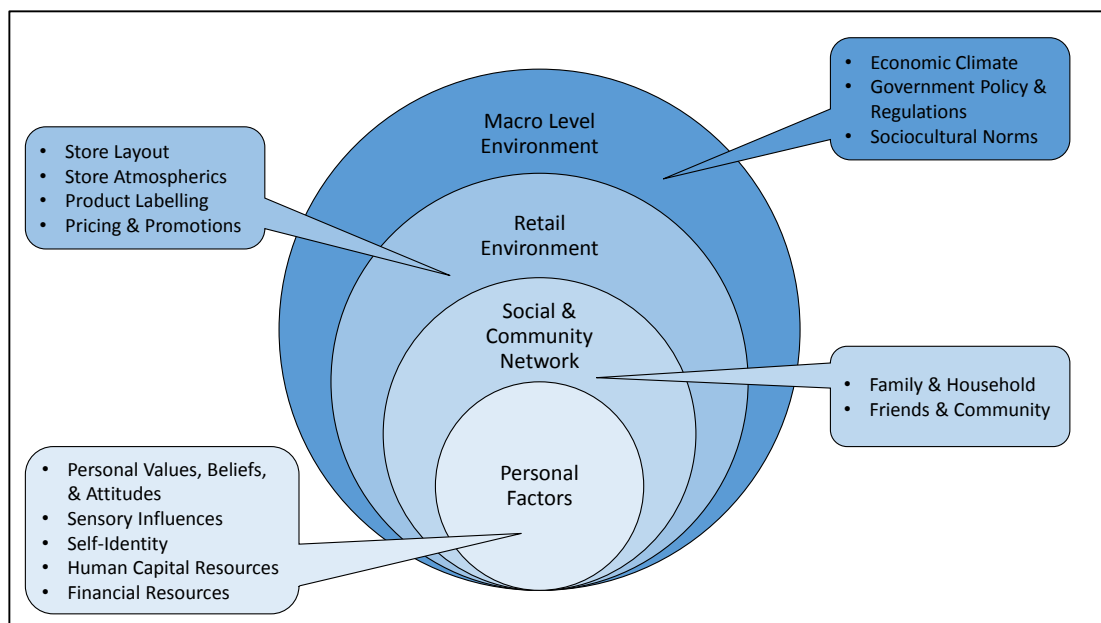 Macro Level
Environment
Retail
Environment
Social &
Community
Network
Personal
Factors
• Economic Climate
• Government Policy &
Regulations
• Sociocultural Norms
• Store Layout
• Store Atmospherics
• Product Labelling
• Pricing & Promotions
• Family & Household
• Friends & Community
• Personal Values, Beliefs,
& Attitudes
• Sensory Influences
• Self-Identity
• Human Capital Resources
• Financial Resources